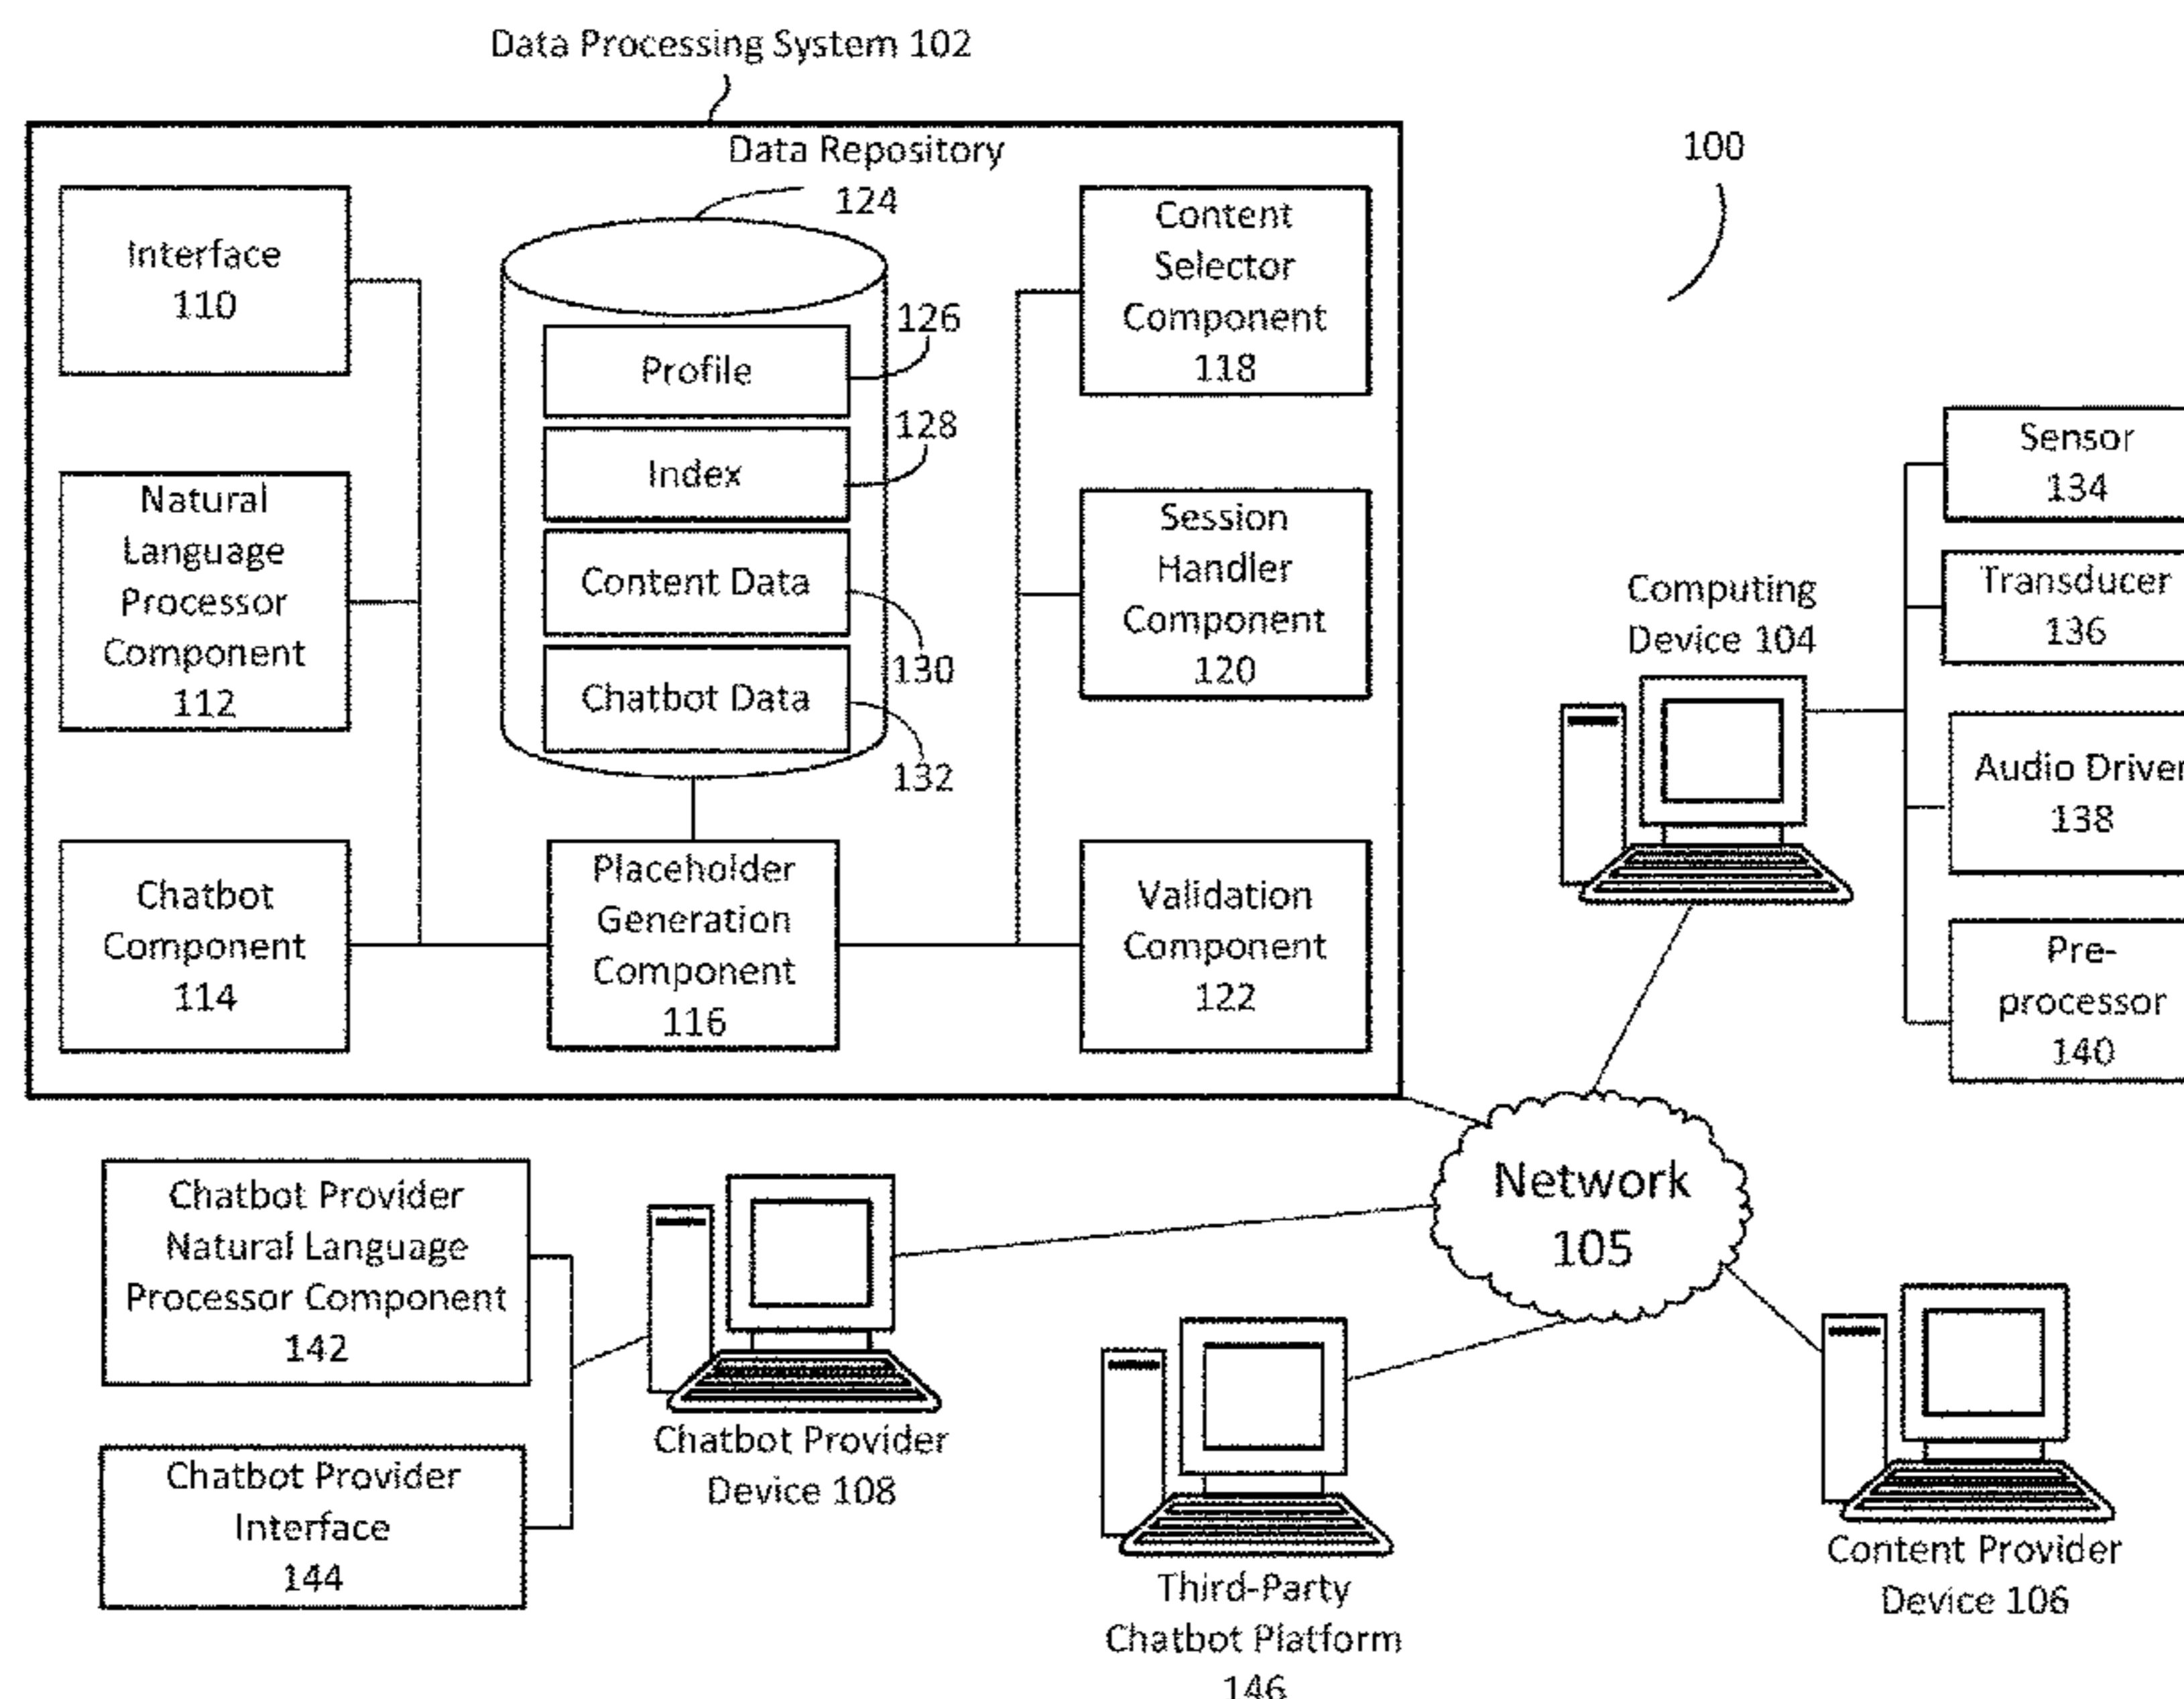 Data Processing System 102
Data Repository
124
100
Interface
110
126
Profile
128
Index
Content Data
130
Chatbot Data
132
Content
Selector
Component
118
Natural
Language
Processor
Component
112
Session
Handler
Component
120
Chatbot
Component
114
Placeholder
Generation
Component
116
Validation
Component
122
Computing
Device 104
Sensor
134
Transducer
136
Audio Driver
138
Pre-
processor
140
Network
105
Chatbot Provider
Natural Language
Processor Component
142
Chatbot Provider
Interface
144
Chatbot Provider
Device 108
Third-Party
Chatbot Platform
146
Content Provider
Device 106